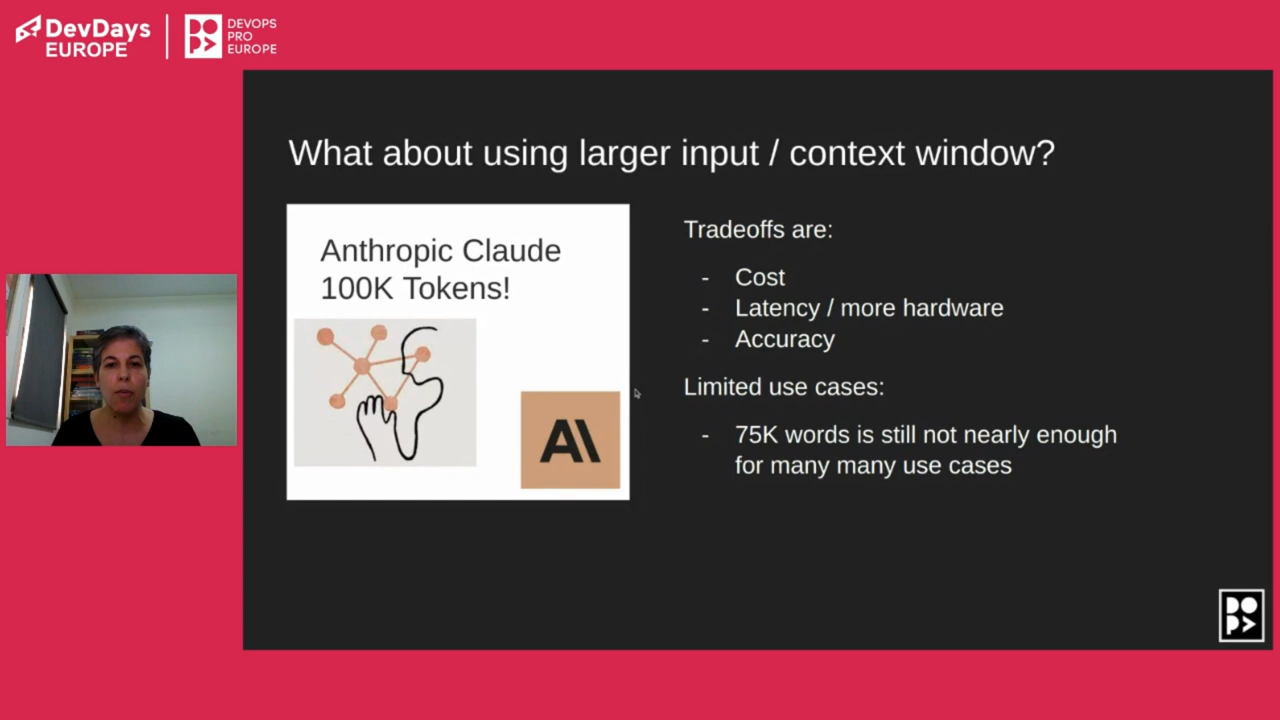 DevDays
EUROPE
DEVOPS
PRO
EUROPE
What about using larger input / context window?
Anthropic Claude
100K Tokens!
A\
Tradeoffs are:
- Cost
- Latency / more hardware
- Accuracy
Limited use cases:
- 75K words is still not nearly enough
for many many use cases